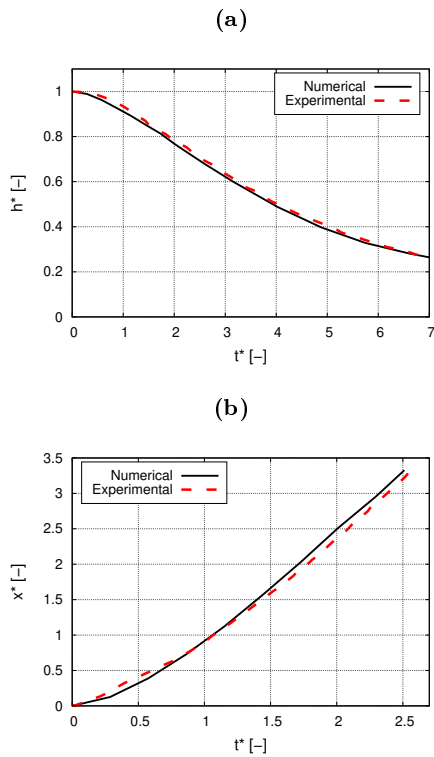 (a)
Numerical
Experimental
1
0.8
0.6
0.4
0.2
0
h* [–]
0 1 2 3 4 5 6 7
t* [–]
(b)
Numerical
Experimental
3.5
3
2.5
2
1.5
1
0.5
0
x* [–]
0 0.5 1 1.5 2 2.5
t* [–]